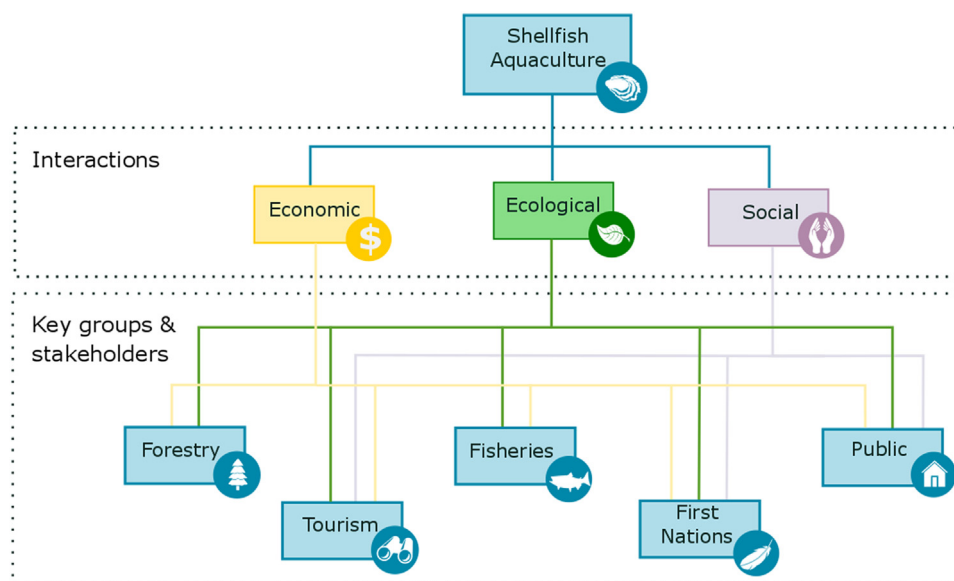 Shellfish
Aquaculture
Interactions
Economic
$
Ecological
Social
Key groups &
stakeholders
Forestry
Fisheries
Public
Tourism
First
Nations